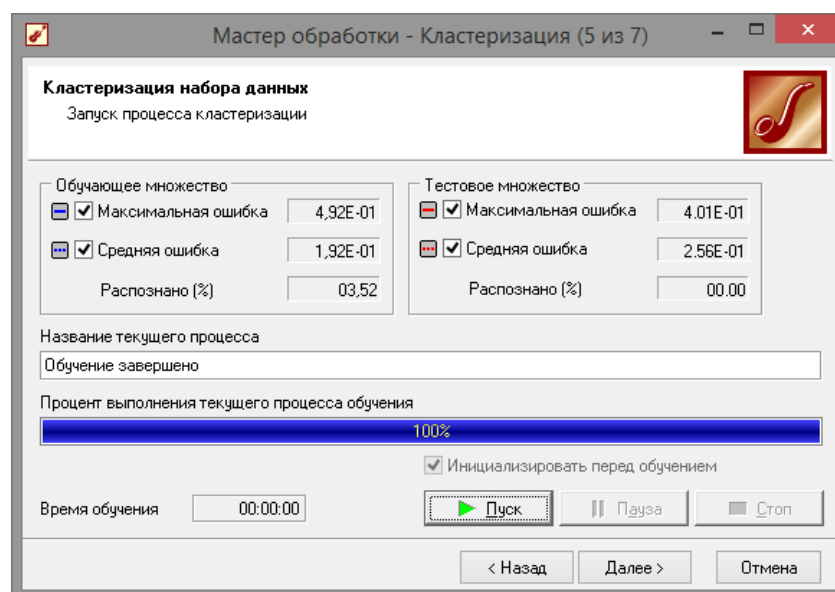 Мастер обработки - Кластеризация (5 из 7)
Кластеризация набора данных
Запуск процесса кластеризации
Обучающее множество
Максимальная ошибка 4,92E-01
Средняя ошибка 1,92E-01
Распознано (%) 03,52
Тестовое множество
Максимальная ошибка 4.01E-01
Средняя ошибка 2.56E-01
Распознано (%) 00.00
Название текущего процесса
Обучение завершено
Процент выполнения текущего процесса обучения
100%
Инициализировать перед обучением
Время обучения 00:00:00 Пуск Пауза Стоп
< Назад Далее > Отмена